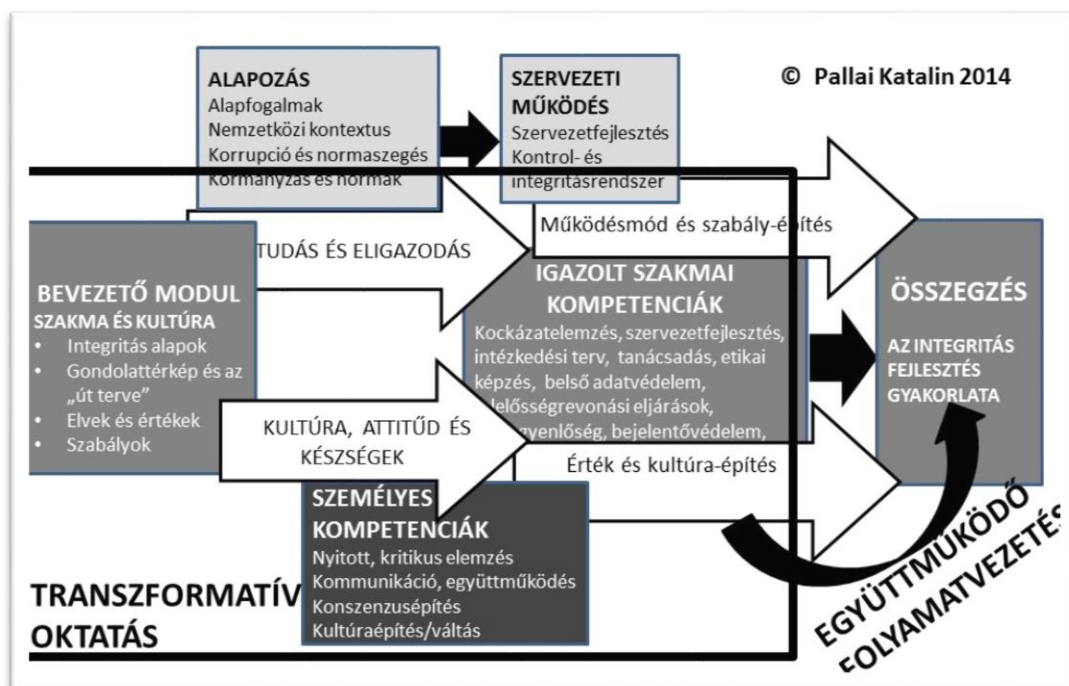 © Pallai Katalin 2014
ALAPOZÁS
Alapfogalmak
Nemzetközi kontextus
Korrupció és normaszegés
Kormányzás és normák
SZERVEZETI
MŰKÖDÉS
Szervezetfejlesztés
Kontrol- és
integritásrendszer
Működésmód és szabály-építés
TUDÁS ÉS ELIGAZODÁS
BEVEZETŐ MODUL
SZAKMA ÉS KULTÚRA
• Integritás alapok
• Gondolattérkép és az
„út terve”
• Elvek és értékek
• Szabályok
IGAZOLT SZAKMAI
KOMPETENCIÁK
Kockázatelemzés, szervezetfejlesztés,
intézkedési terv, tanácsadás, etikai
képzés, belső adatvédelem,
elősségrevonási eljárások,
gyenlőség, bejelentővédelem,
ÖSSZEGZÉS
AZ INTEGRITÁS
FEJLESZTÉS
GYAKORLATA
KULTÚRA, ATTITŰD ÉS
KÉSZSÉGEK
Érték és kultúra-építés
SZEMÉLYES
KOMPETENCIÁK
Nyitott, kritikus elemzés
Kommunikáció, együttműködés
Konszenzusépítés
Kultúraépítés/váltás
TRANSZFORMATÍV
OKTATÁS
EGYÜTTMŰKÖDŐ
FOLYAMATVEZETÉS